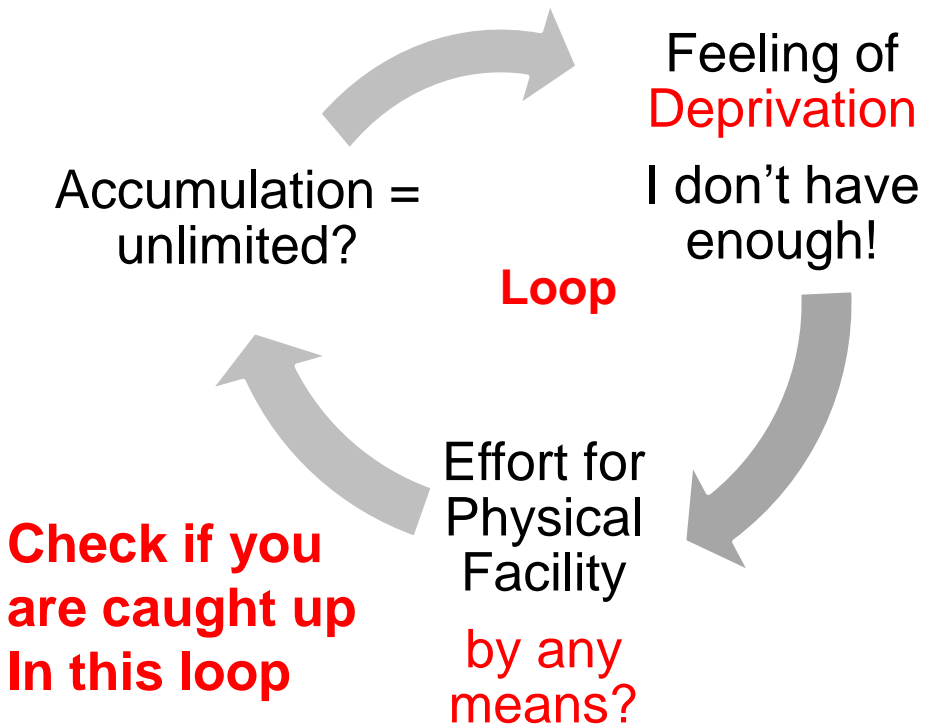 Feeling of
Deprivation
I don’t have
enough!
Accumulation =
unlimited?
Loop
Effort for
Physical
Facility
by any
means?
Check if you
are caught up
In this loop